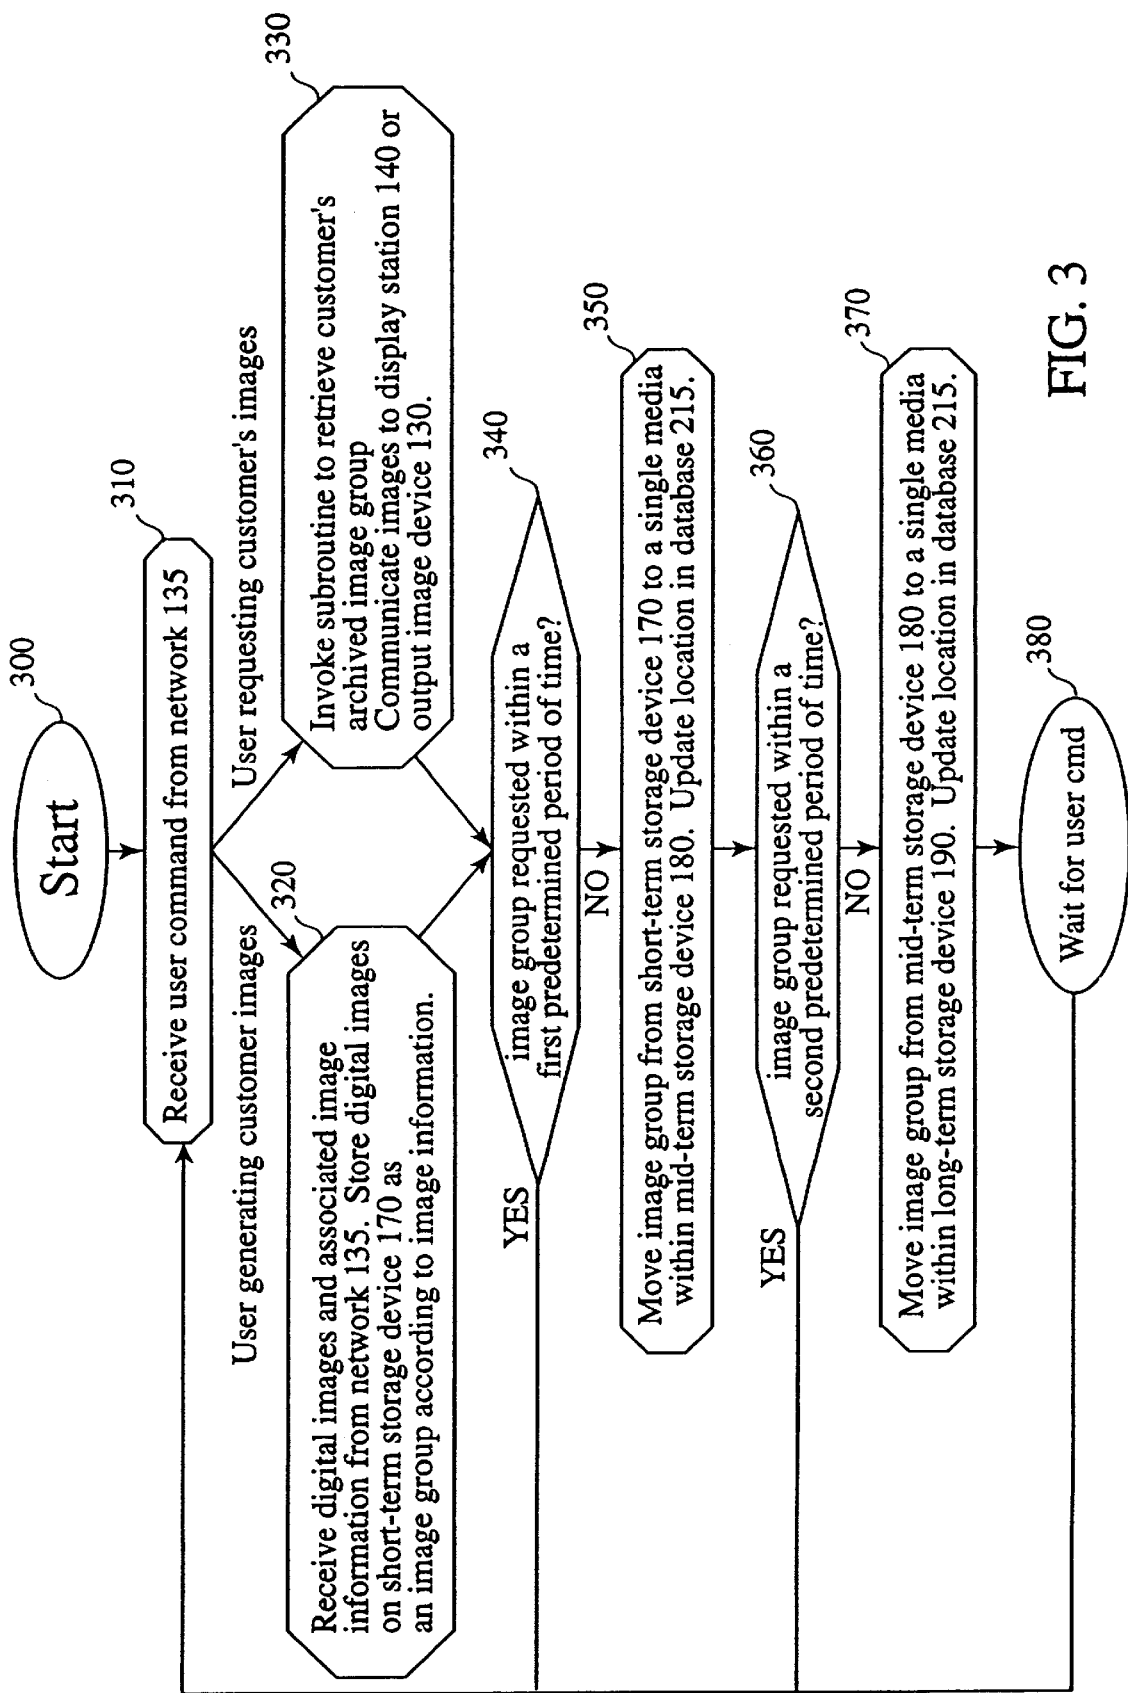 Start
300
Receive user command from network 135
310
User generating customer images
User requesting customer's images
320
Receive digital images and associated image
information from network 135.  Store digital images
on short-term storage device 170 as
an image group according to image information.
330
Invoke subroutine to retrieve customer's
archived image group
Communicate images to display station 140 or
output image device 130.
340
image group requested within a
first predetermined period of time?
YES
NO
350
Move image group from short-term storage device 170 to a single media
within mid-term storage device 180.  Update location in database 215.
360
image group requested within a
second predetermined period of time?
YES
NO
370
Move image group from mid-term storage device 180 to a single media
within long-term storage device 190.  Update location in database 215.
380
Wait for user cmd
FIG. 3